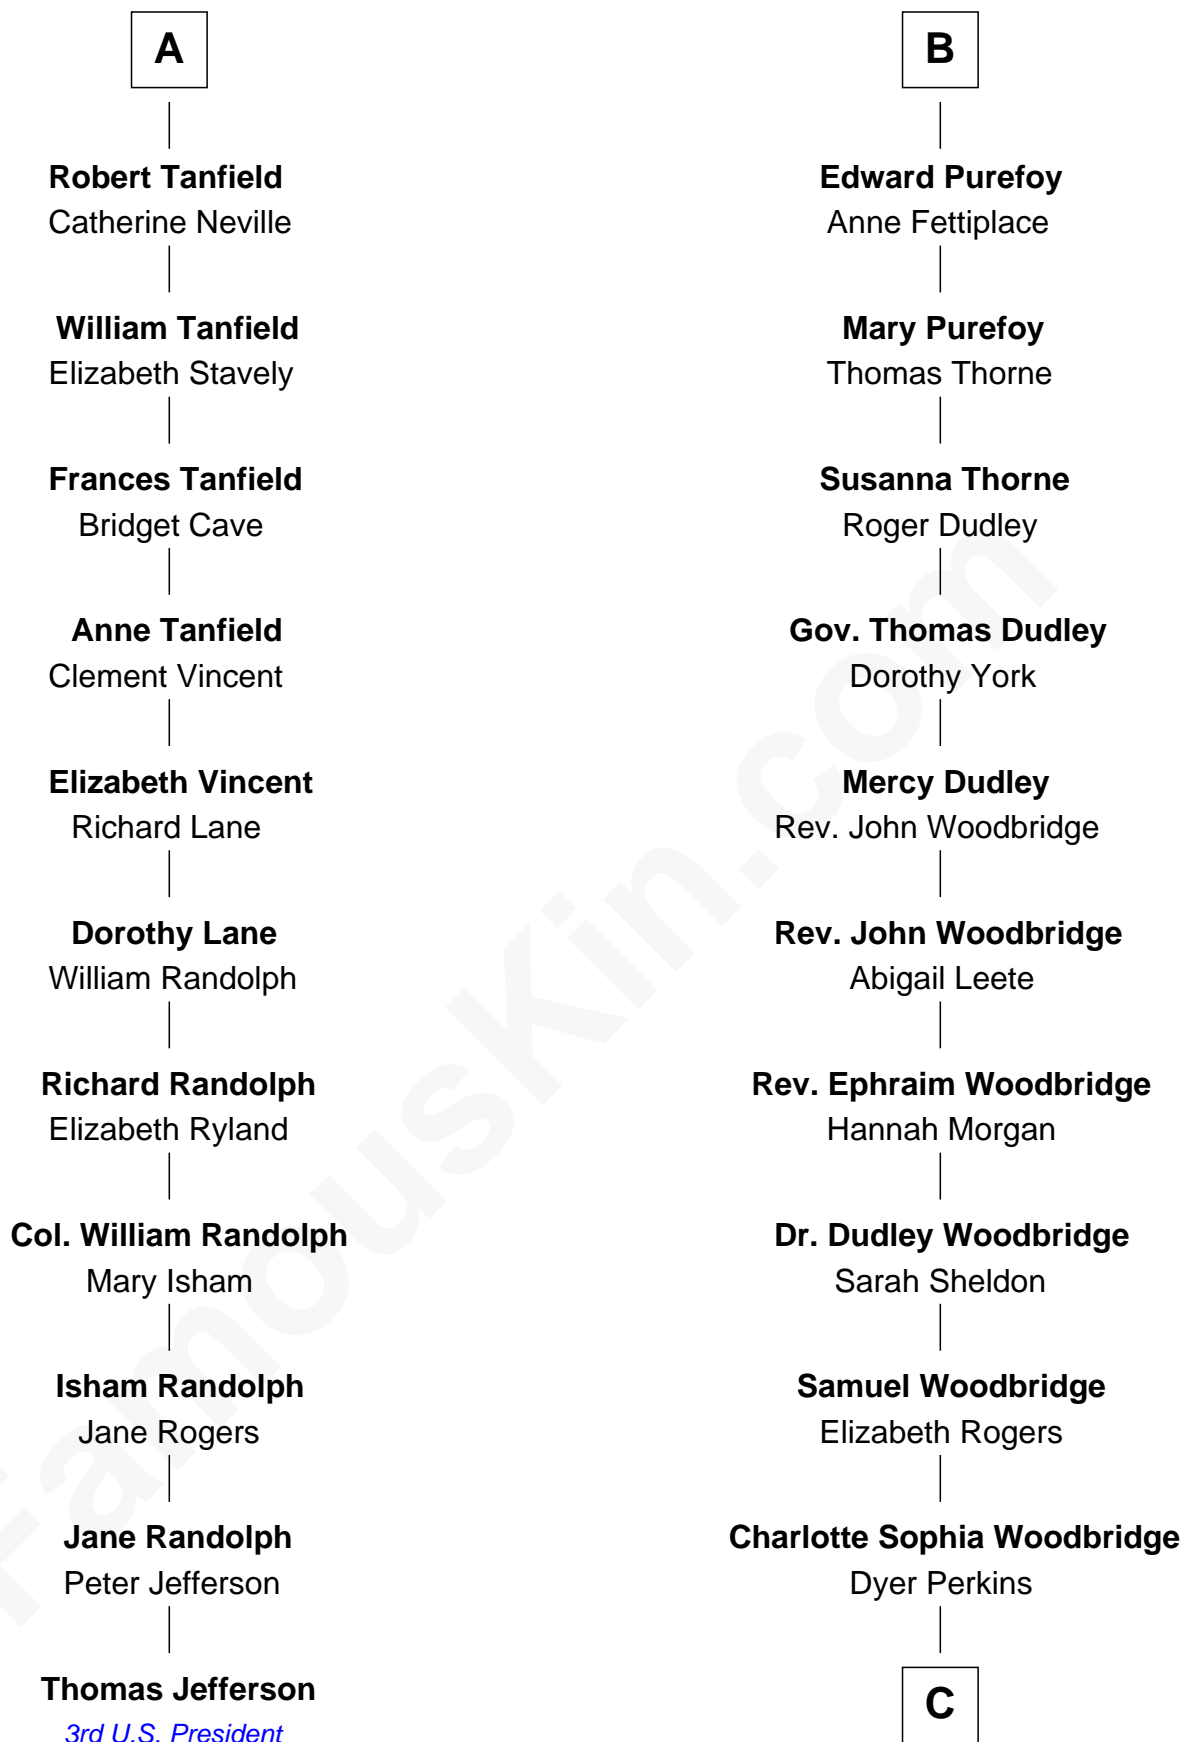 A
Robert Tanfield
Catherine Neville
William Tanfield
Elizabeth Stavely
Frances Tanfield
Bridget Cave
Anne Tanfield
Clement Vincent
Elizabeth Vincent
Richard Lane
Dorothy Lane
William Randolph
Richard Randolph
Elizabeth Ryland
Col. William Randolph
Mary Isham
Isham Randolph
Jane Rogers
Jane Randolph
Peter Jefferson
Thomas Jefferson
3rd U.S. President
B
Edward Purefoy
Anne Fettiplace
Mary Purefoy
Thomas Thorne
Susanna Thorne
Roger Dudley
Gov. Thomas Dudley
Dorothy York
Mercy Dudley
Rev. John Woodbridge
Rev. John Woodbridge
Abigail Leete
Rev. Ephraim Woodbridge
Hannah Morgan
Dr. Dudley Woodbridge
Sarah Sheldon
Samuel Woodbridge
Elizabeth Rogers
Charlotte Sophia Woodbridge
Dyer Perkins
C
FamousKin.com